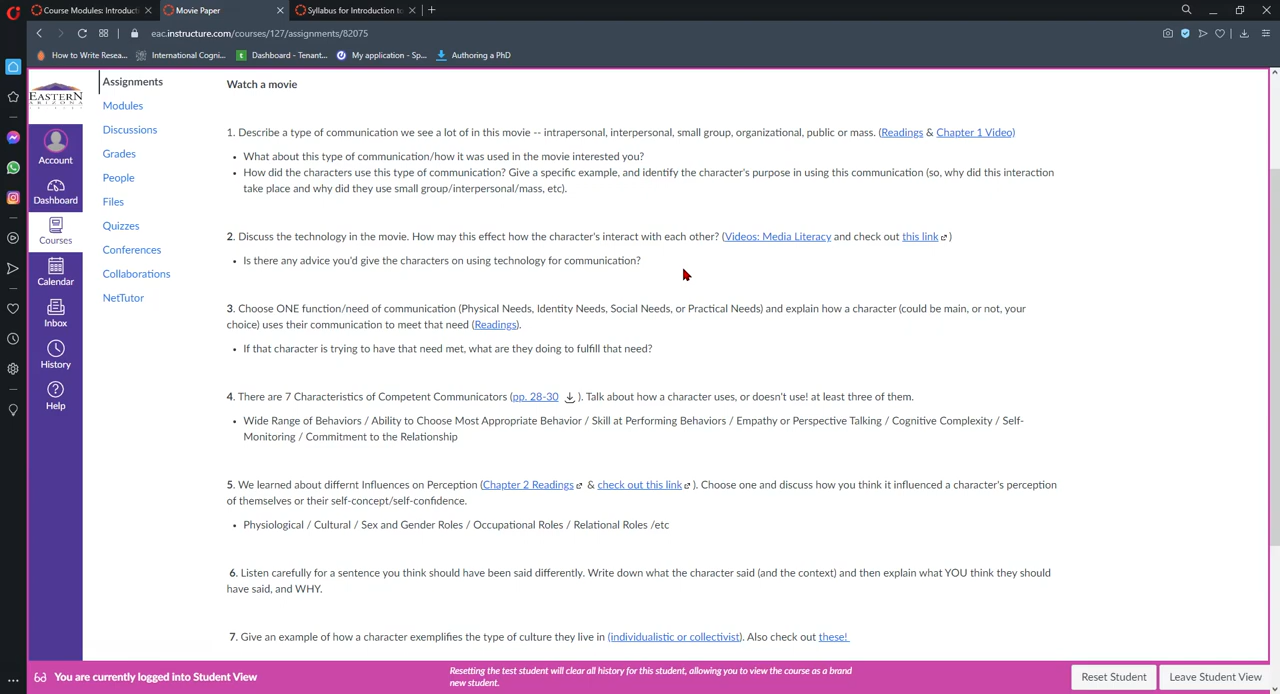 Course Modules: Introducti
Movie Paper
Syllabus for Introduction to
eac.instructure.com/courses/127/assignments/82075
How to Write Resea...
International Cogni...
Dashboard - Tenant...
My application - Sp...
Authoring a PhD
EASTERN
ARIZONA
Account
Dashboard
Courses
Calendar
Inbox
History
Help
Assignments
Modules
Discussions
Grades
People
Files
Quizzes
Conferences
Collaborations
NetTutor
Watch a movie
1. Describe a type of communication we see a lot of in this movie -- intrapersonal, interpersonal, small group, organizational, public or mass. (Readings & Chapter 1 Video)
• What about this type of communication/how it was used in the movie interested you?
• How did the characters use this type of communication? Give a specific example, and identify the character's purpose in using this communication (so, why did this interaction
take place and why did they use small group/interpersonal/mass, etc).
2. Discuss the technology in the movie. How may this effect how the character's interact with each other? (Videos: Media Literacy and check out this link )
• Is there any advice you'd give the characters on using technology for communication?
3. Choose ONE function/need of communication (Physical Needs, Identity Needs, Social Needs, or Practical Needs) and explain how a character (could be main, or not, your
choice) uses their communication to meet that need (Readings).
• If that character is trying to have that need met, what are they doing to fulfill that need?
4. There are 7 Characteristics of Competent Communicators (pp. 28-30 ). Talk about how a character uses, or doesn't use! at least three of them.
• Wide Range of Behaviors / Ability to Choose Most Appropriate Behavior / Skill at Performing Behaviors / Empathy or Perspective Talking / Cognitive Complexity / Self-
Monitoring / Commitment to the Relationship
5. We learned about differnt Influences on Perception (Chapter 2 Readings & check out this link ). Choose one and discuss how you think it influenced a character's perception
of themselves or their self-concept/self-confidence.
• Physiological / Cultural / Sex and Gender Roles / Occupational Roles / Relational Roles /etc
6. Listen carefully for a sentence you think should have been said differently. Write down what the character said (and the context) and then explain what YOU think they should
have said, and WHY.
7. Give an example of how a character exemplifies the type of culture they live in (individualistic or collectivist). Also check out these!
You are currently logged into Student View
Resetting the test student will clear all history for this student, allowing you to view the course as a brand
new student.
Reset Student
Leave Student View